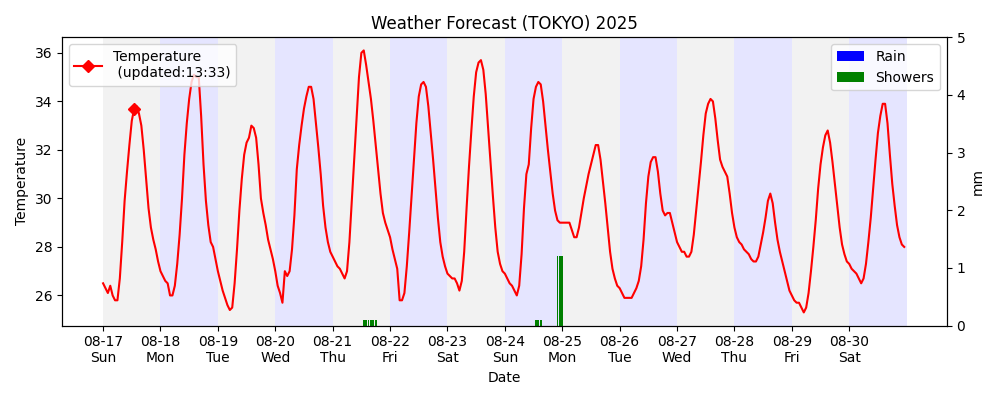 Weather Forecast (TOKYO) 2025
Temperature
(updated:13:33)
Rain
Showers
36
34
32
30
28
26
Temperature
5
4
3
2
1
0
mm
08-17 08-18 08-19 08-20 08-21 08-22 08-23 08-24 08-25 08-26 08-27 08-28 08-29 08-30
Sun Mon Tue Wed Thu Fri Sat Sun Mon Tue Wed Thu Fri Sat
Date